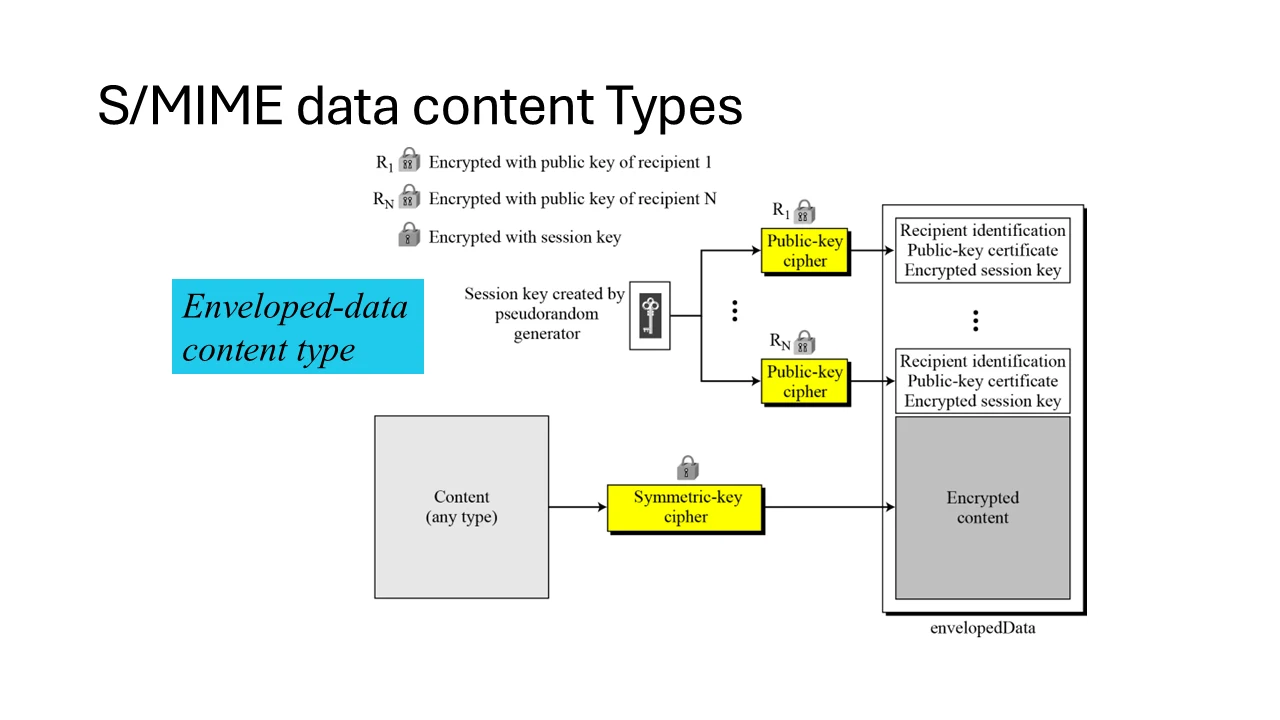 S/MIME data content Types
R1 Encrypted with public key of recipient 1
RN Encrypted with public key of recipient N
Encrypted with session key
Enveloped-data
content type
Session key created by
pseudorandom
generator
R1
Public-key
cipher
Recipient identification
Public-key certificate
Encrypted session key
RN
Public-key
cipher
Recipient identification
Public-key certificate
Encrypted session key
Content
(any type)
Symmetric-key
cipher
Encrypted
content
envelopedData